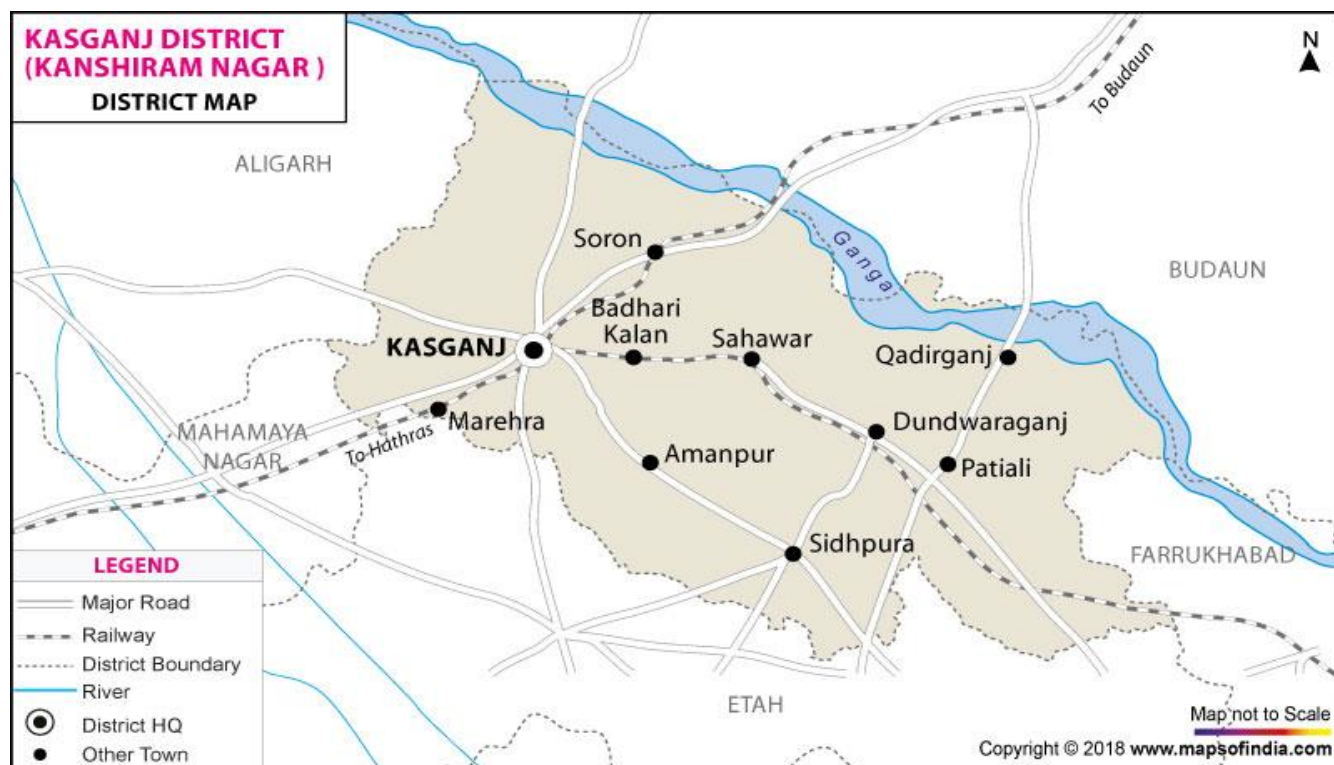 KASGANJ DISTRICT
(KANSHIRAM NAGAR )
DISTRICT MAP
N
To Budaun
ALIGARH
Soron
Ganga
BUDAUN
Badhari
Kalan
KASGANJ
Sahawar
Qadirganj
Marehra
Dundwaraganj
MAHAMAYA
NAGAR
To Hathras
Amanpur
Patiali
Sidhpura
FARRUKHABAD
LEGEND
Major Road
Railway
District Boundary
River
District HQ
Other Town
ETAH
Map not to Scale
Copyright © 2018 www.mapsofindia.com